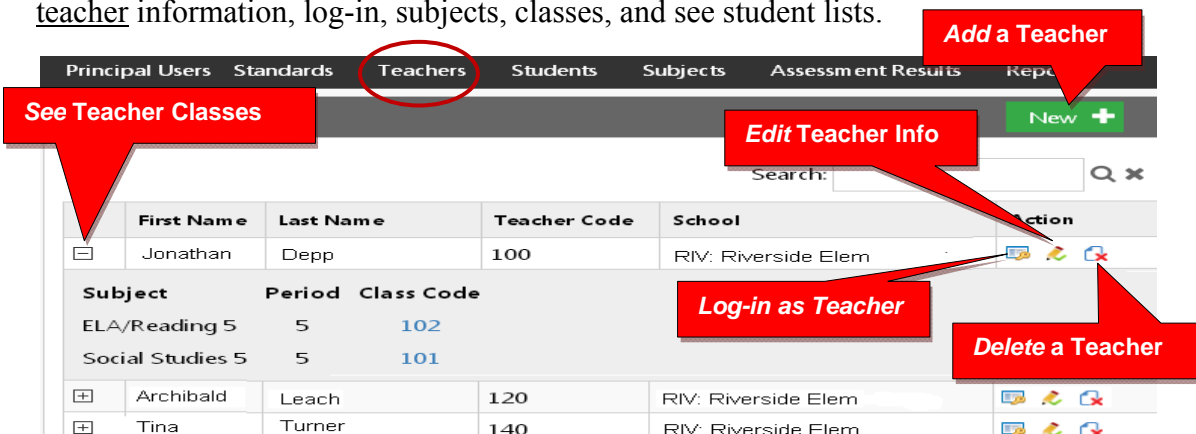 teacher information, log-in, subjects, classes, and see student lists.
Add a Teacher
Principal Users Standards Teachers Students Subjects Assessment Results
See Teacher Classes
New
Edit Teacher Info
Search:
First Name Last Name Teacher Code School Action
Jonathan Depp 100 RIV: Riverside Elem
Subject Period Class Code
Log-in as Teacher
ELA/Reading 5 5 102
Delete a Teacher
Social Studies 5 5 101
Archibald Leach 120 RIV: Riverside Elem
Tina Turner 140 RIV: Riverside Elem